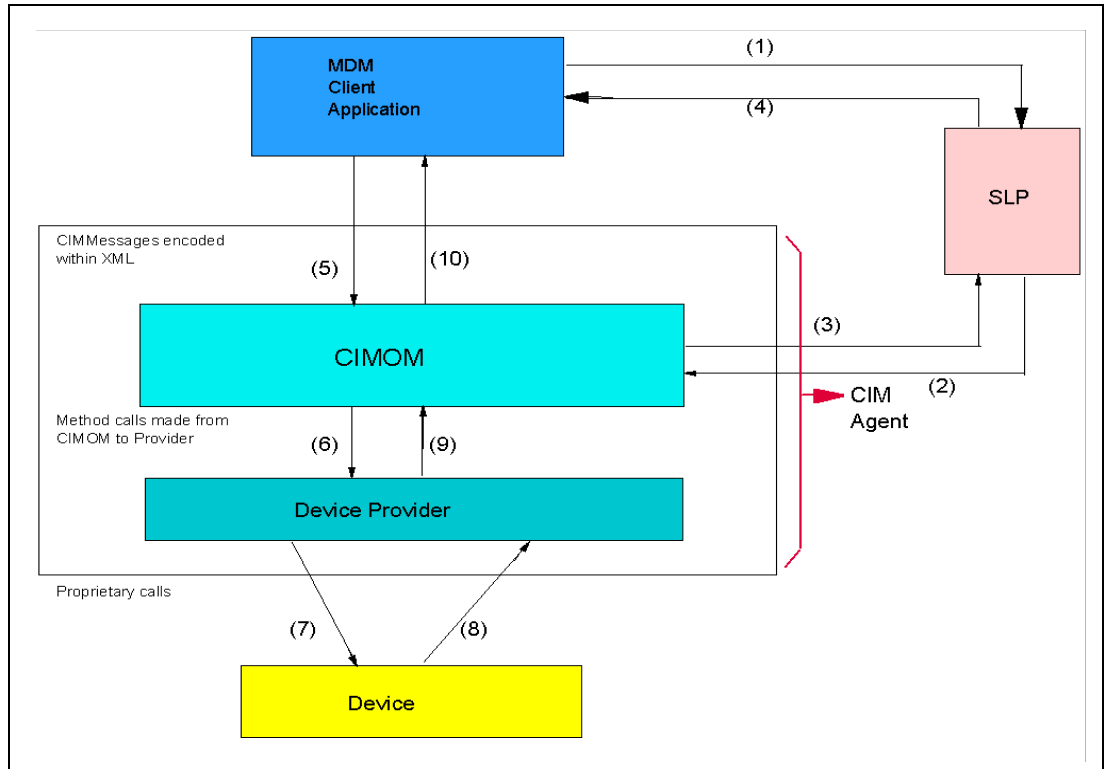 MDM
Client
Application
(1)
(4)
SLP
CIMMessages encoded
within XML
(5)
(10)
CIMOM
(3)
(2)
CIM
Agent
Method calls made from
CIMOM to Provider
(6)
(9)
Device Provider
Proprietary calls
(7)
(8)
Device